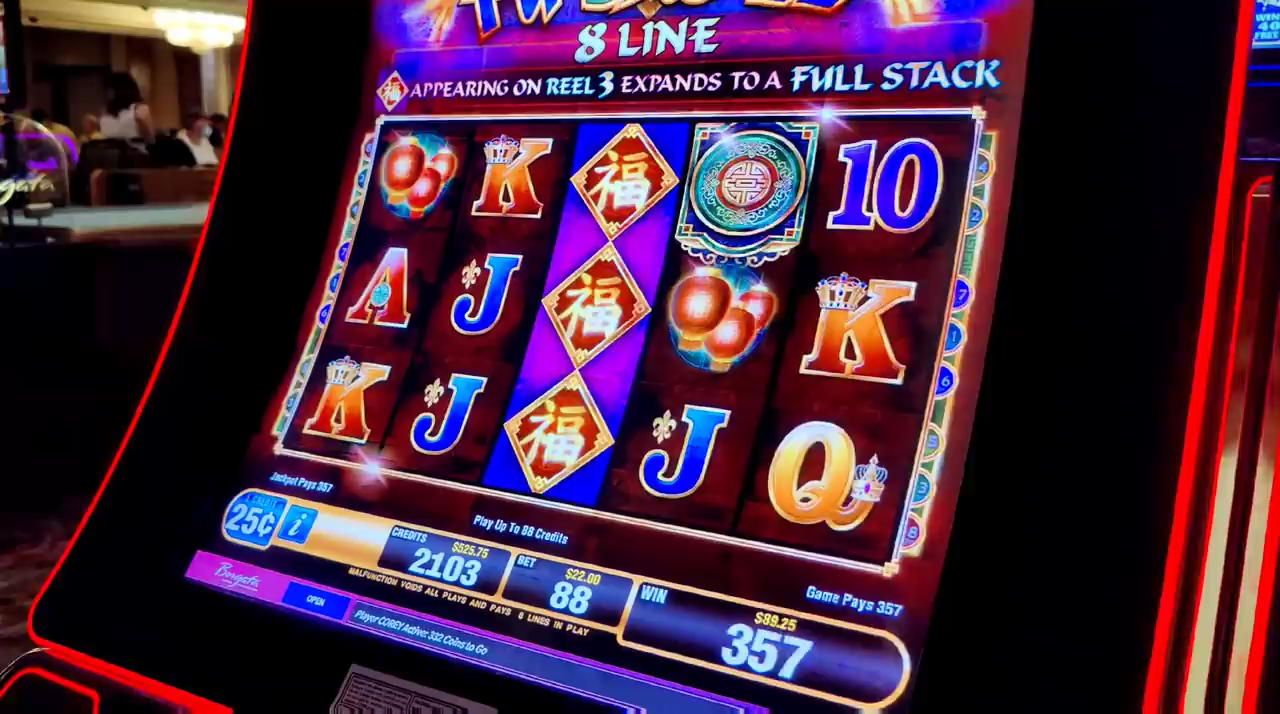 8 LINE
福 APPEARING ON REEL 3 EXPANDS TO A FULL STACK
K 福 10
A J 福 K
K J 福 J Q
Jackpot Pays 357
Play Up To 88 Credits
Game Pays 357
1 CREDIT
25¢ i
CREDITS $525.75
2103
BET $22.00
88
WIN $89.25
357
MALFUNCTION VOIDS ALL PLAYS AND PAYS 8 LINES IN PLAY
Borgata OPEN
Player COREY Active: 332 Coins to Go